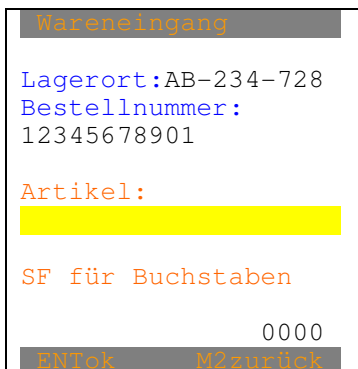 Wareneingang
Lagerort:AB-234-728
Bestellnummer:
12345678901
Artikel:
SF für Buchstaben
0000
ENTok M2zurück